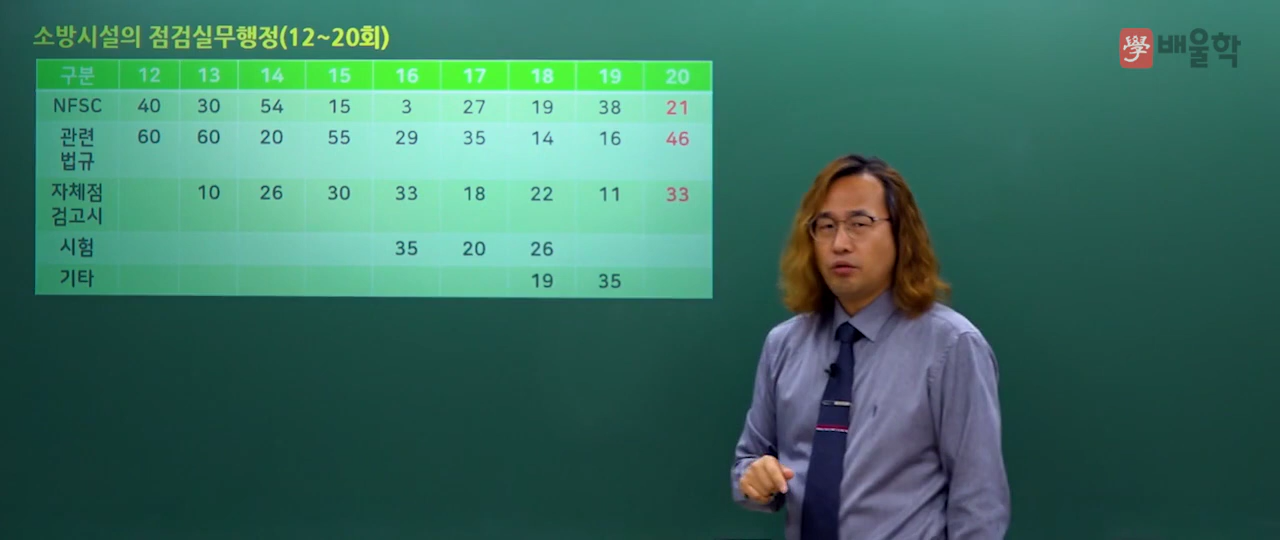 소방시설의 점검실무행정(12~20회)
學 배울학
구분 12 13 14 15 16 17 18 19 20
NFSC 40 30 54 15 3 27 19 38 21
관련
법규 60 60 20 55 29 35 14 16 46
자체점
검고시 10 26 30 33 18 22 11 33
시험 35 20 26
기타 19 35